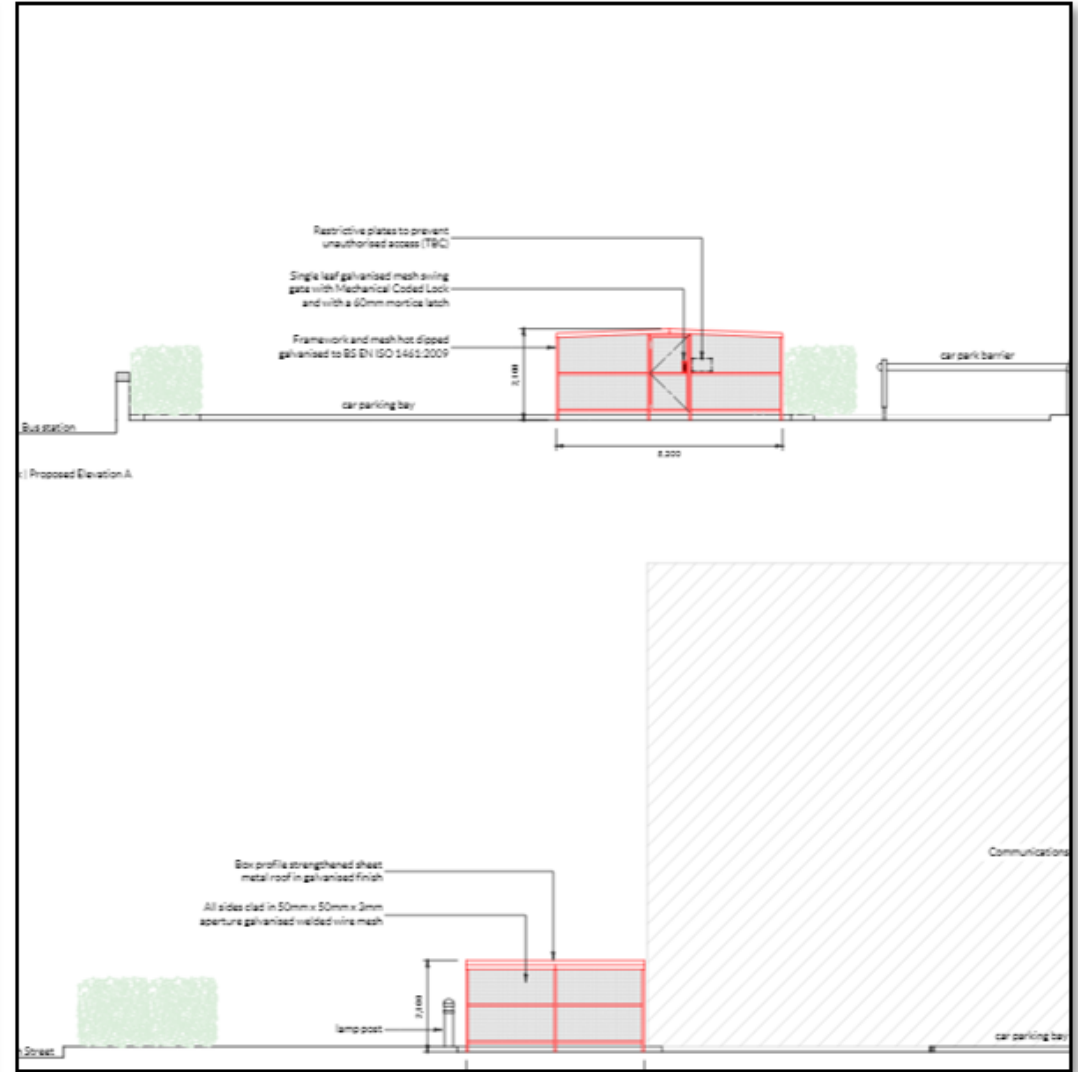 Restrictive plates to prevent
unauthorised access (TBC)
Single leaf galvanised mesh swing
gate with Mechanical Coded Lock
and with a 60mm mortice latch
Framework and mesh hot dipped
galvanised to BS EN ISO 1461:2009
car park barrier
car parking bay
Bus station
| Proposed Elevation A
Communications
Box profile strengthened sheet
metal roof in galvanised finish
All sides clad in 50mm x 50mm x 3mm
aperture galvanised welded wire mesh
lamp post
car parking bay
Street